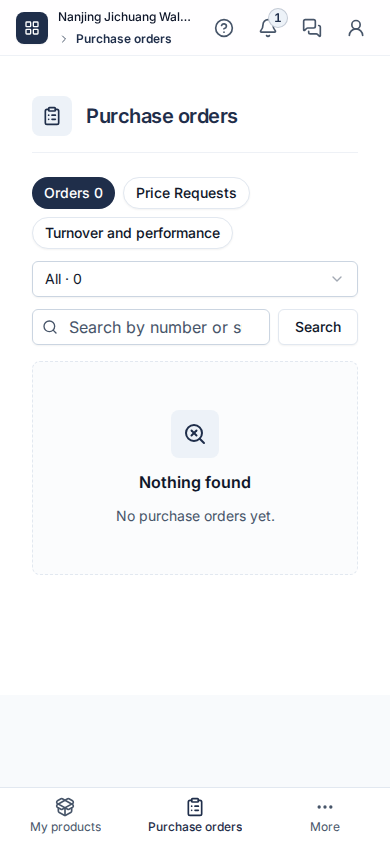 Nanjing Jichuang Wal...
Purchase orders
1
Purchase orders
Orders 0
Price Requests
Turnover and performance
All · 0
Search by number or s
Search
Nothing found
No purchase orders yet.
My products
Purchase orders
More